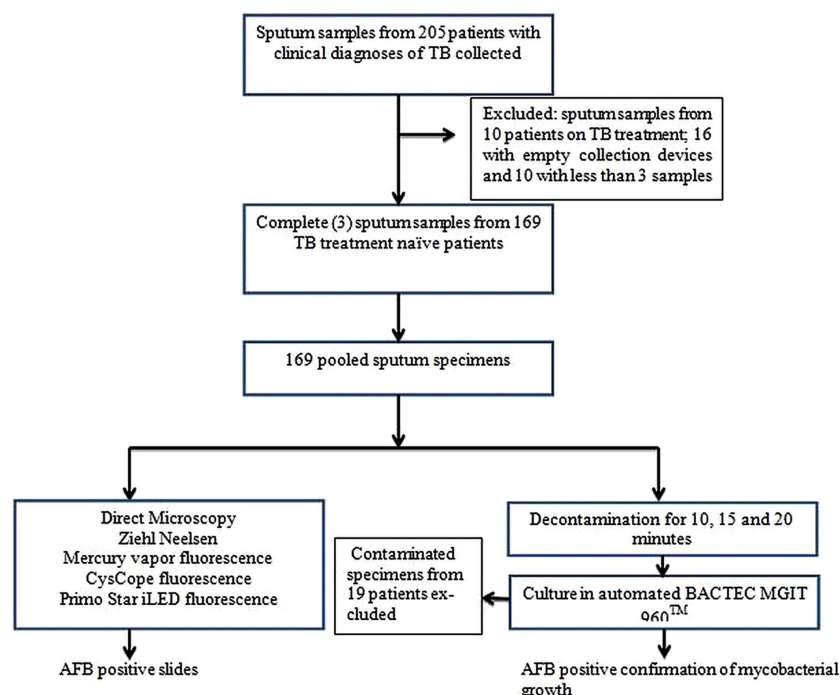 Sputum samples from 205 patients with
clinical diagnoses of TB collected
Excluded: sputum samples from
10 patients on TB treatment; 16
with empty collection devices
and 10 with less than 3 samples
Complete (3) sputum samples from 169
TB treatment naïve patients
169 pooled sputum specimens
Direct Microscopy
Ziehl Neelsen
Mercury vapor fluorescence
CysCope fluorescence
Primo Star iLED fluorescence
Decontamination for 10, 15 and 20
minutes
Contaminated
specimens from
19 patients ex-
cluded
Culture in automated BACTEC MGIT
960TM
AFB positive slides
AFB positive confirmation of mycobacterial
growth